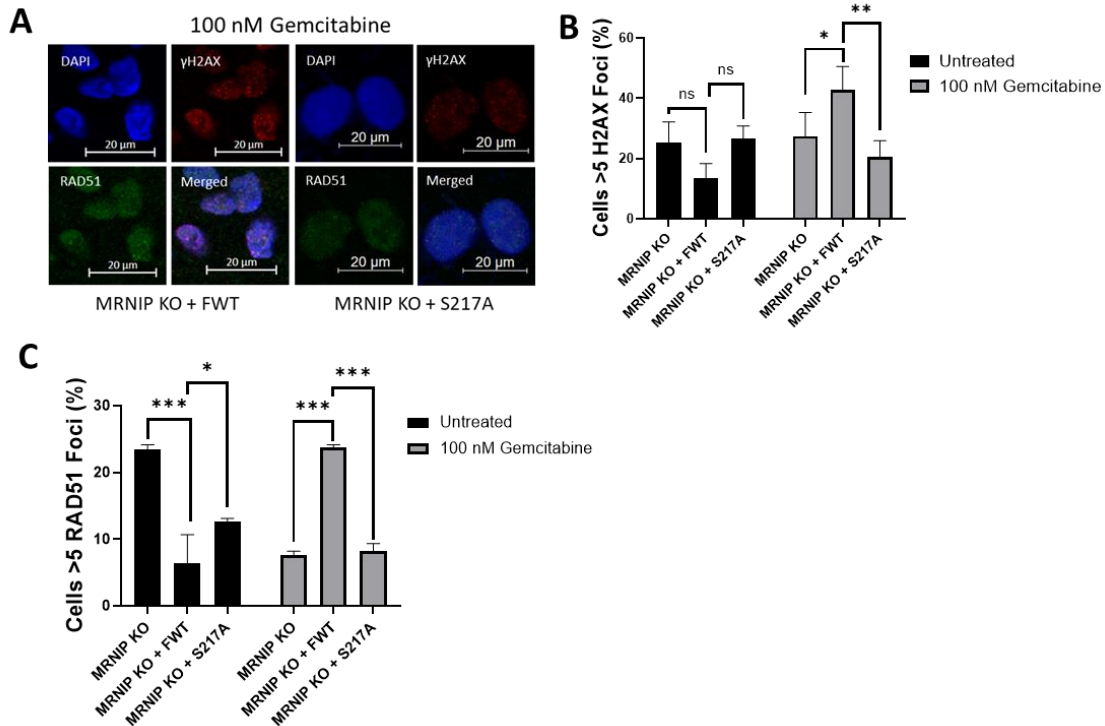 A
100 nM Gemcitabine
DAPI
γH2AX
DAPI
γH2AX
20 μm
20 μm
20 μm
20 μm
RAD51
Merged
RAD51
Merged
20 μm
20 μm
20 μm
20 μm
MRNIP KO + FWT
MRNIP KO + S217A
B
Cells >5 H2AX Foci (%)
60
40
20
0
ns
ns
*
**
Untreated
100 nM Gemcitabine
MRNIP KO
MRNIP KO + FWT
MRNIP KO + S217A
MRNIP KO
MRNIP KO + FWT
MRNIP KO + S217A
C
Cells >5 RAD51 Foci (%)
30
20
10
0
***
*
***
***
Untreated
100 nM Gemcitabine
MRNIP KO
MRNIP KO + FWT
MRNIP KO + S217A
MRNIP KO
MRNIP KO + FWT
MRNIP KO + S217A